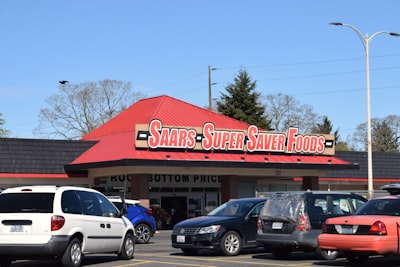 SAARS SUPER SAVER FOODS
BOTTOM PRICE